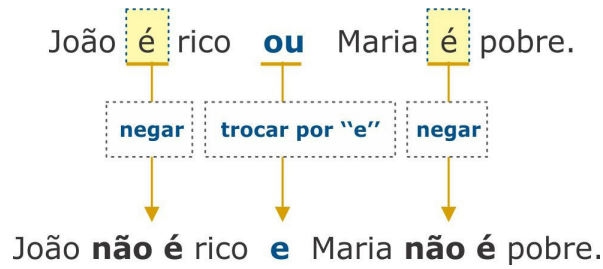 João é rico ou Maria é pobre.
negar trocar por “e” negar
João não é rico e Maria não é pobre.